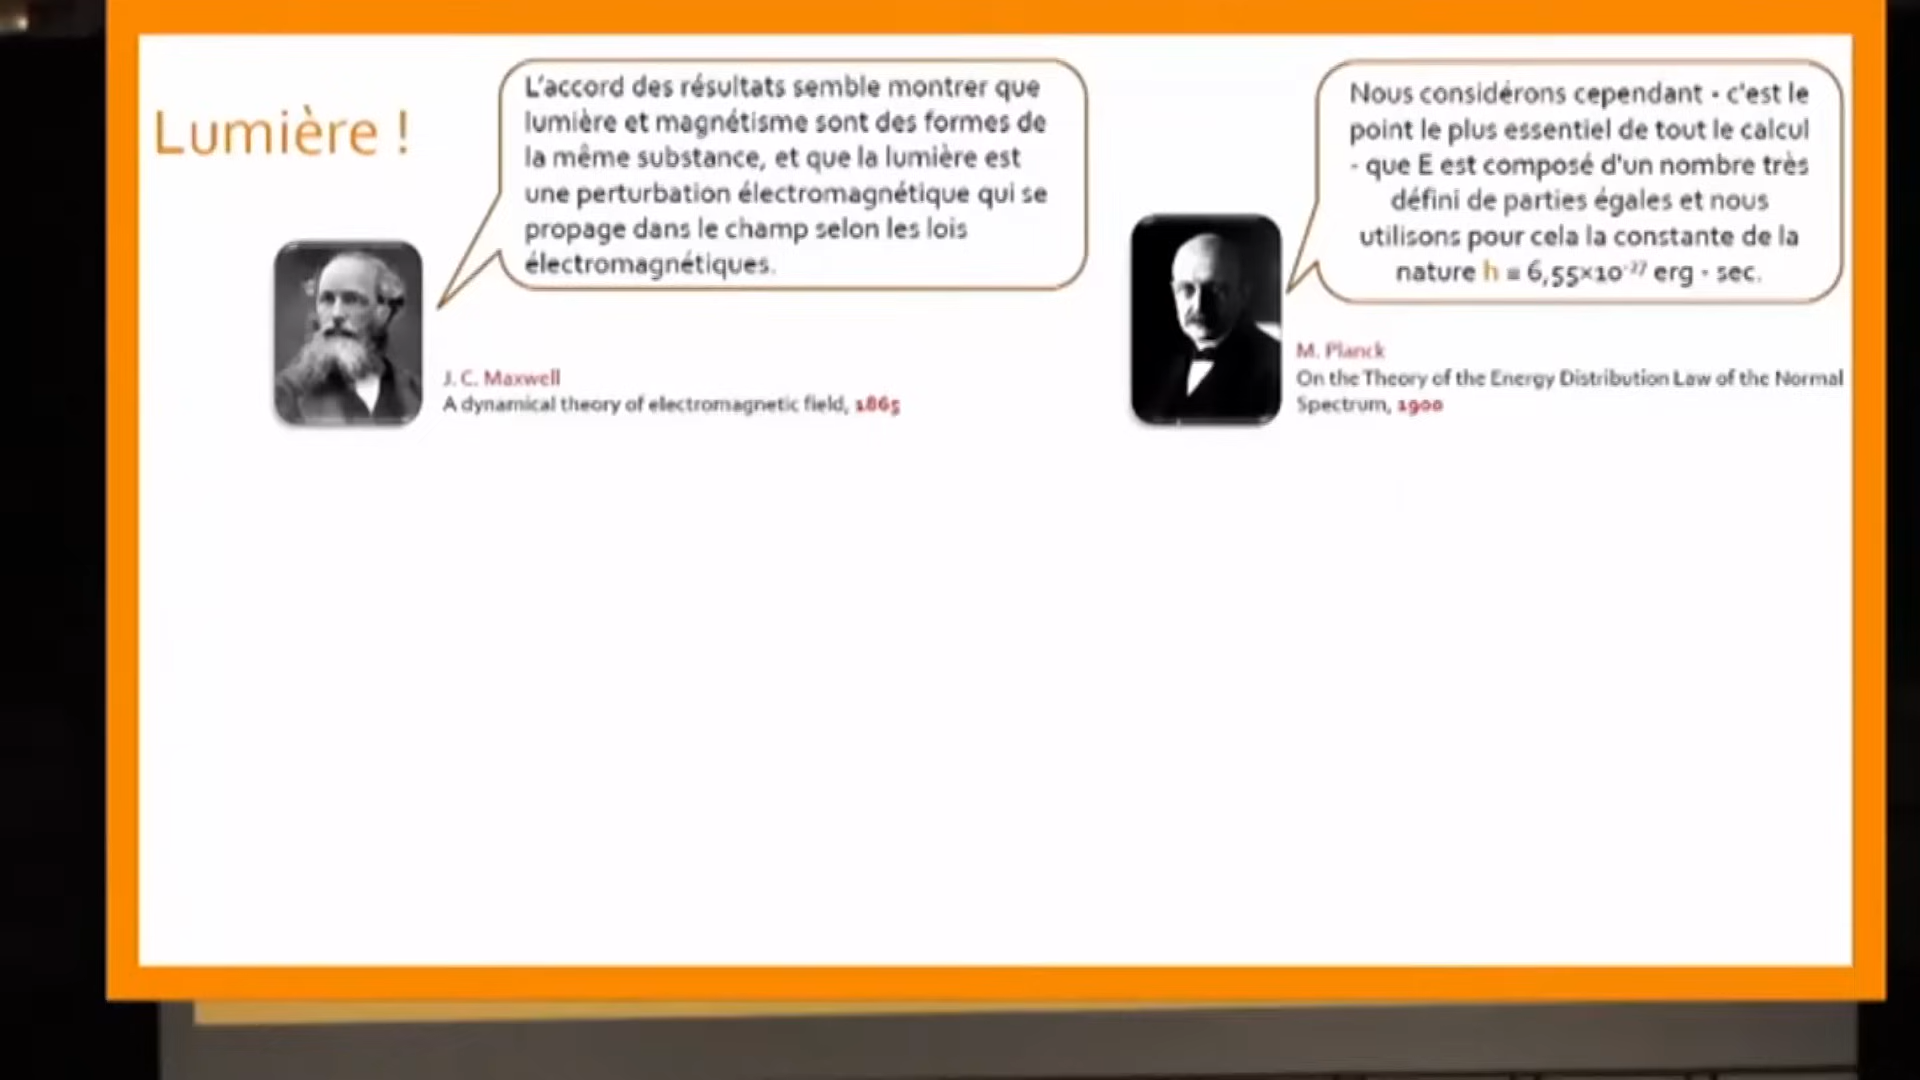 Lumière !
L'accord des résultats semble montrer que
lumière et magnétisme sont des formes de
la même substance, et que la lumière est
une perturbation électromagnétique qui se
propage dans le champ selon les lois
électromagnétiques.
J. C. Maxwell
A dynamical theory of electromagnetic field, 1865
Nous considérons cependant - c'est le
point le plus essentiel de tout le calcul
- que E est composé d'un nombre très
défini de parties égales et nous
utilisons pour cela la constante de la
nature h = 6,55×10⁻²⁷ erg · sec.
M. Planck
On the Theory of the Energy Distribution Law of the Normal
Spectrum, 1900